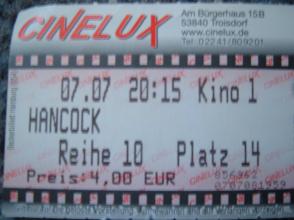 CINELUX
Am Bürgerhaus 15B
53840 Troisdorf
www.cinelux.de
Tel. 02241/809201
07.07 20:15 Kino 1
HANCOCK
Reihe 10 Platz 14
Preis: 4,00 EUR